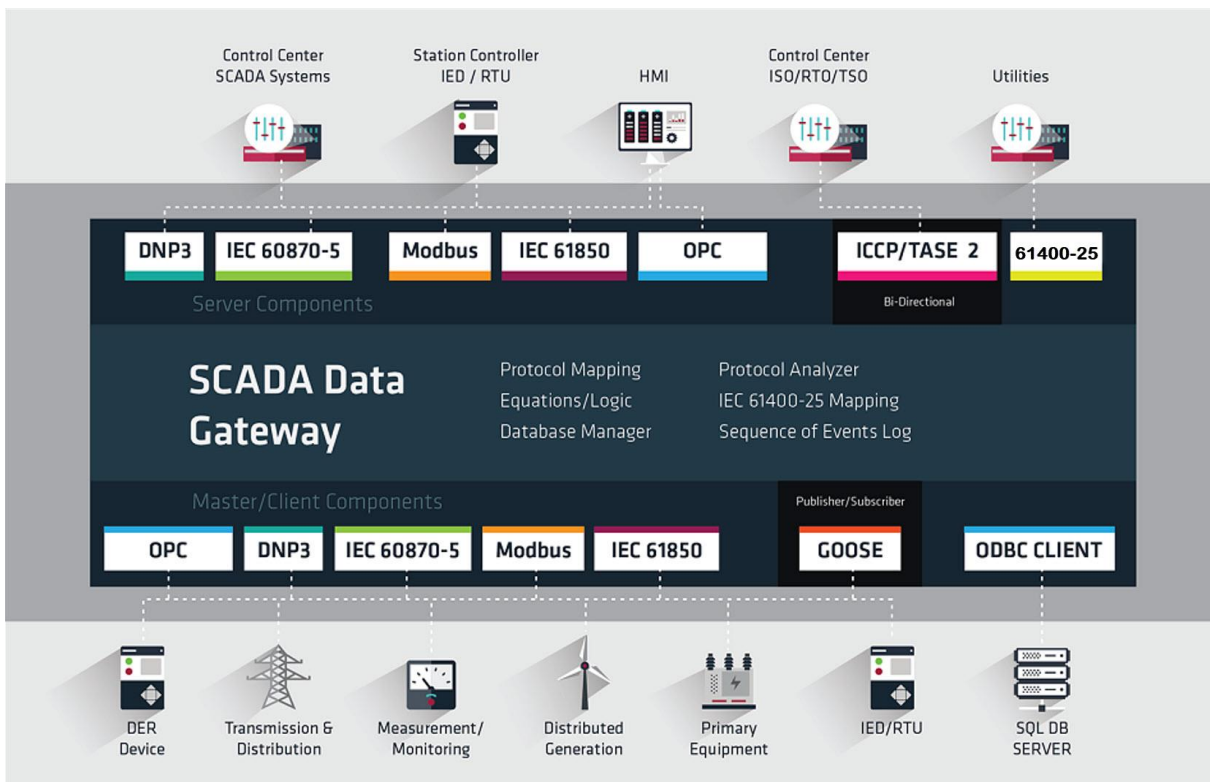 Control Center
SCADA Systems
Station Controller
IED / RTU
HMI
Control Center
ISO/RTO/TSO
Utilities
DNP3
IEC 60870-5
Modbus
IEC 61850
OPC
ICCP/TASE 2
61400-25
Server Components
Bi-Directional
SCADA Data
Gateway
Protocol Mapping
Equations/Logic
Database Manager
Protocol Analyzer
IEC 61400-25 Mapping
Sequence of Events Log
Master/Client Components
Publisher/Subscriber
OPC
DNP3
IEC 60870-5
Modbus
IEC 61850
GOOSE
ODBC CLIENT
DER
Device
Transmission &
Distribution
Measurement/
Monitoring
Distributed
Generation
Primary
Equipment
IED/RTU
SQL DB
SERVER